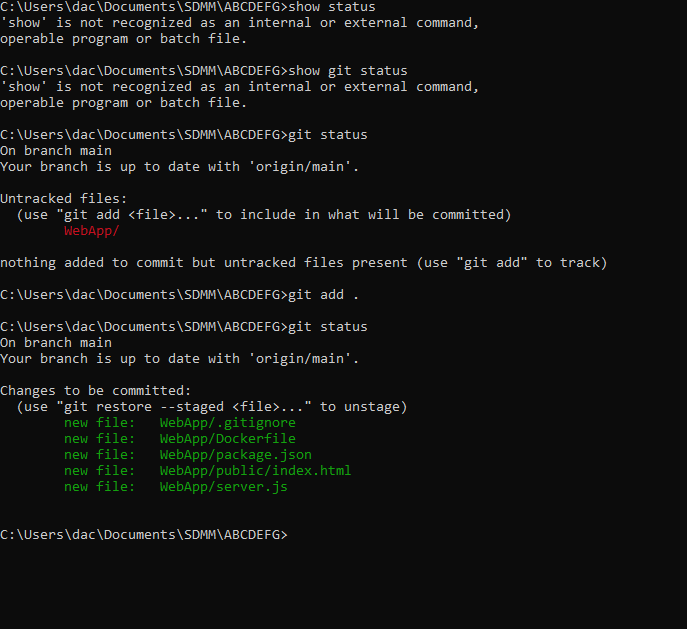 C:\Users\dac\Documents\SDMM\ABCDEFG>show status
'show' is not recognized as an internal or external command,
operable program or batch file.
C:\Users\dac\Documents\SDMM\ABCDEFG>show git status
'show' is not recognized as an internal or external command,
operable program or batch file.
C:\Users\dac\Documents\SDMM\ABCDEFG>git status
On branch main
Your branch is up to date with 'origin/main'.
Untracked files:
  (use "git add <file>..." to include in what will be committed)
        WebApp/
nothing added to commit but untracked files present (use "git add" to track)
C:\Users\dac\Documents\SDMM\ABCDEFG>git add .
C:\Users\dac\Documents\SDMM\ABCDEFG>git status
On branch main
Your branch is up to date with 'origin/main'.
Changes to be committed:
  (use "git restore --staged <file>..." to unstage)
        new file:   WebApp/.gitignore
        new file:   WebApp/Dockerfile
        new file:   WebApp/package.json
        new file:   WebApp/public/index.html
        new file:   WebApp/server.js
C:\Users\dac\Documents\SDMM\ABCDEFG>